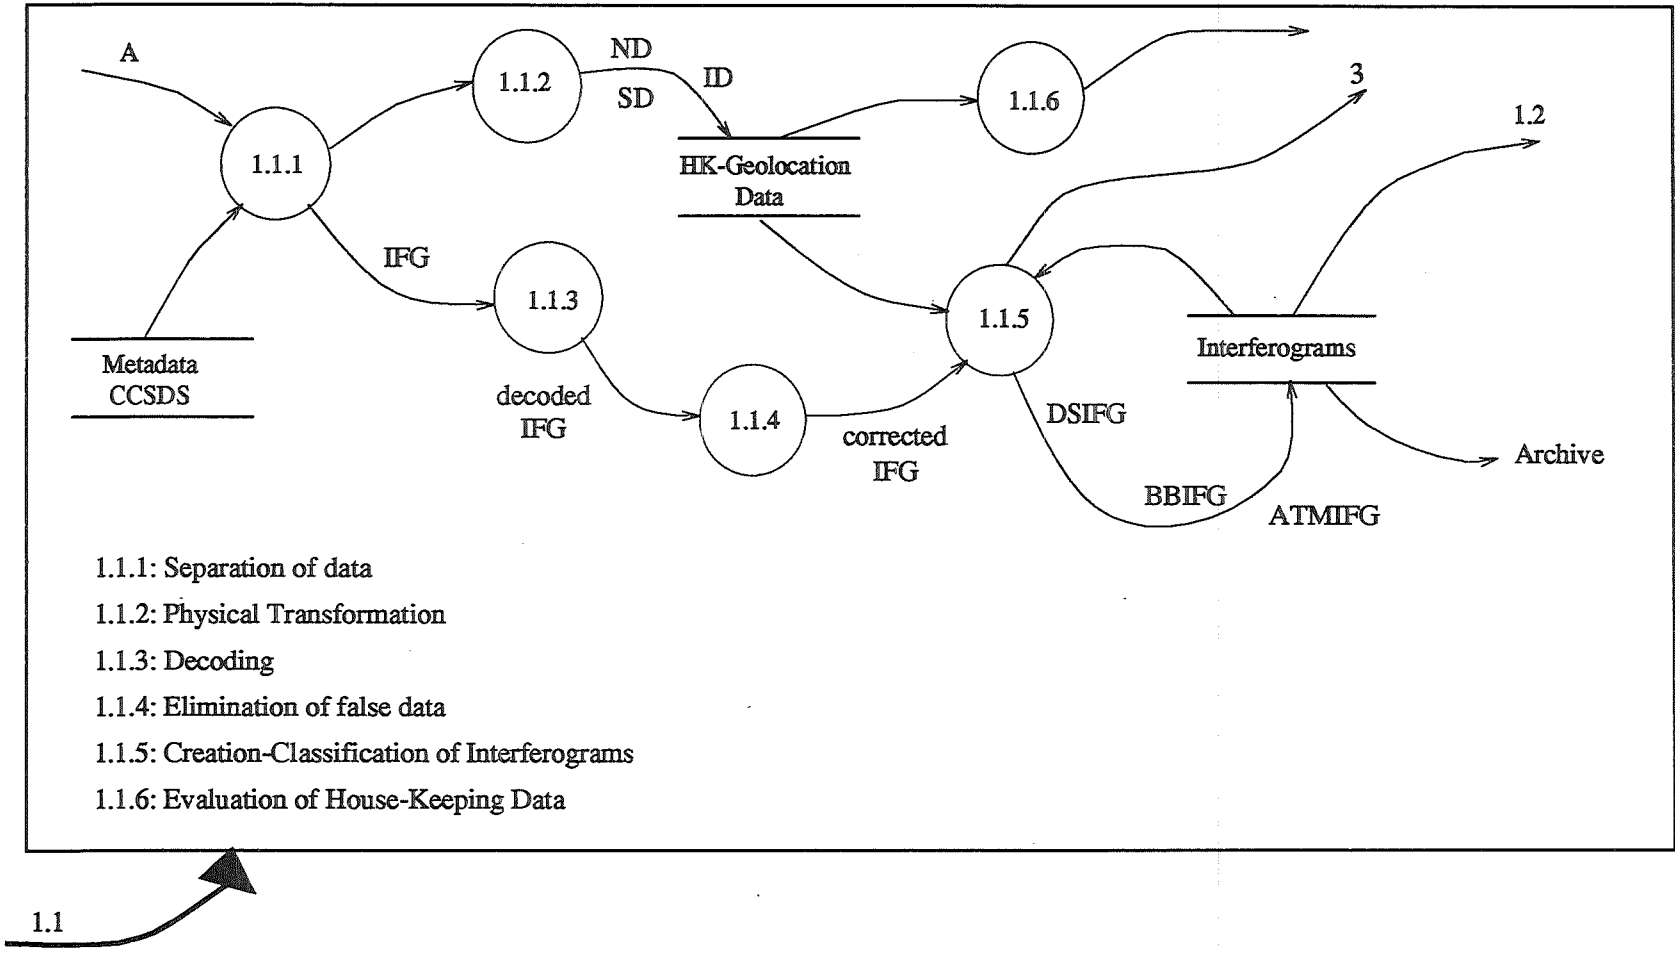 A
ND
SD
ID
1.1.2
1.1.6
3
1.2
1.1.1
HK-Geolocation
Data
IFG
1.1.3
1.1.5
Interferograms
Metadata
CCSDS
decoded
IFG
1.1.4
corrected
IFG
DSIFG
BBIFG
ATMIFG
Archive
1.1.1: Separation of data
1.1.2: Physical Transformation
1.1.3: Decoding
1.1.4: Elimination of false data
1.1.5: Creation-Classification of Interferograms
1.1.6: Evaluation of House-Keeping Data
1.1